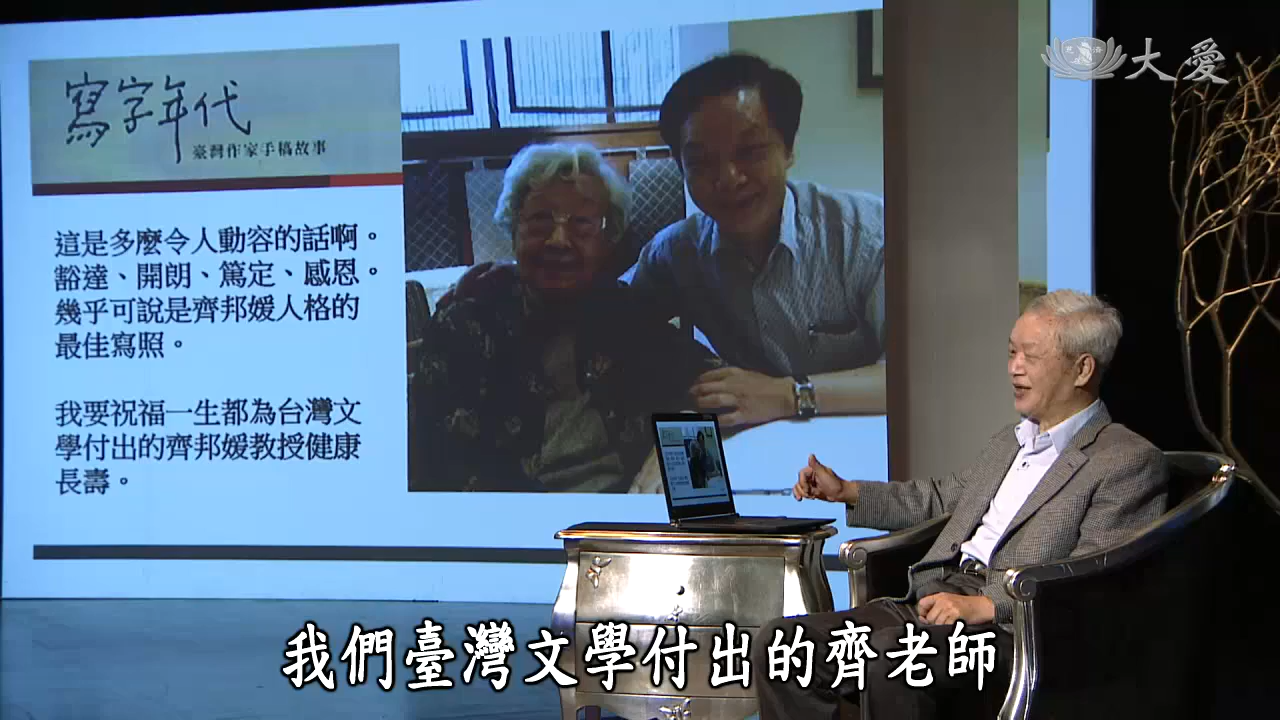 寫字年代
臺灣作家手稿故事
這是多麼令人動容的話啊。
豁達、開朗、篤定、感恩。
幾乎可說是齊邦媛人格的
最佳寫照。
我要祝福一生都為台灣文
學付出的齊邦媛教授健康
長壽。
大愛
我們臺灣文學付出的齊老師